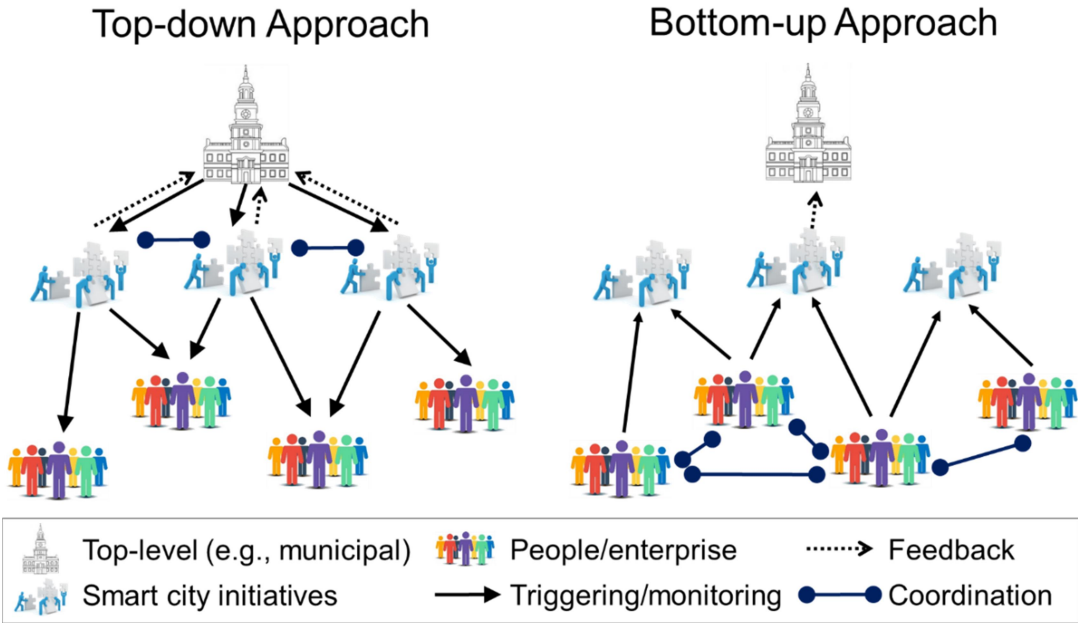 Top-down Approach
Bottom-up Approach
Top-level (e.g., municipal)
People/enterprise
Feedback
Smart city initiatives
Triggering/monitoring
Coordination